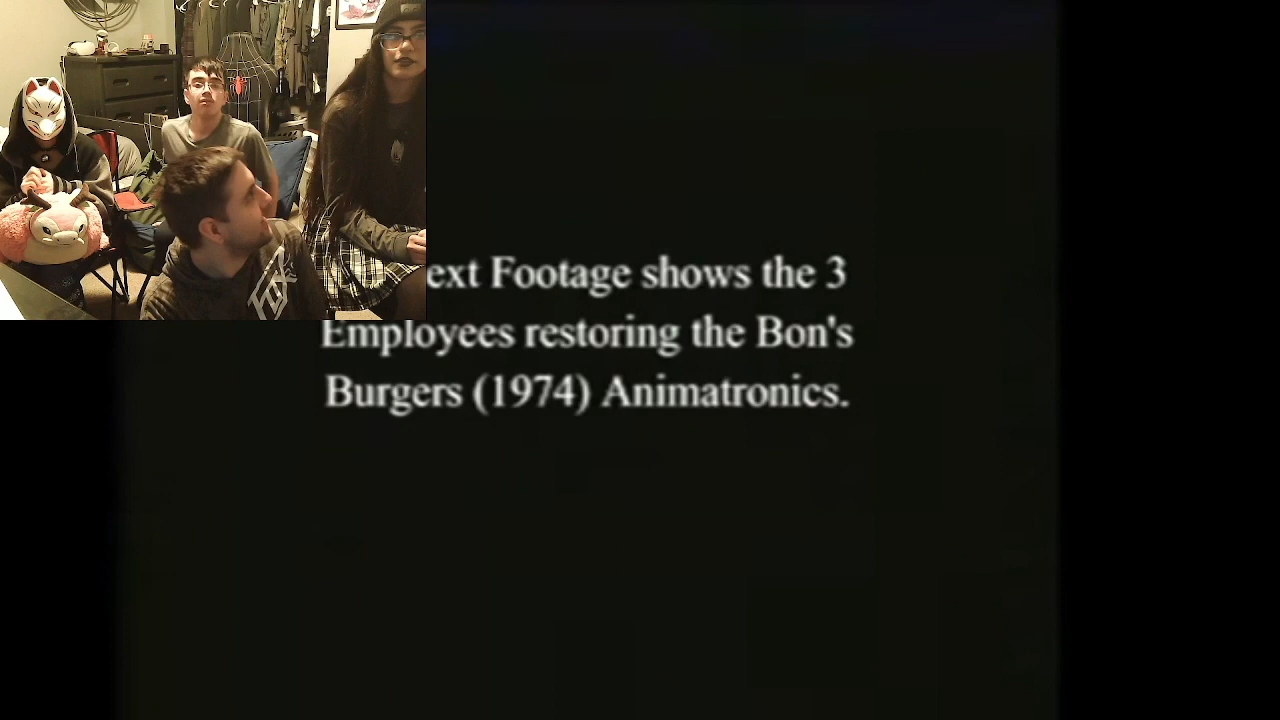 ext Footage shows the 3
Employees restoring the Bon's
Burgers (1974) Animatronics.